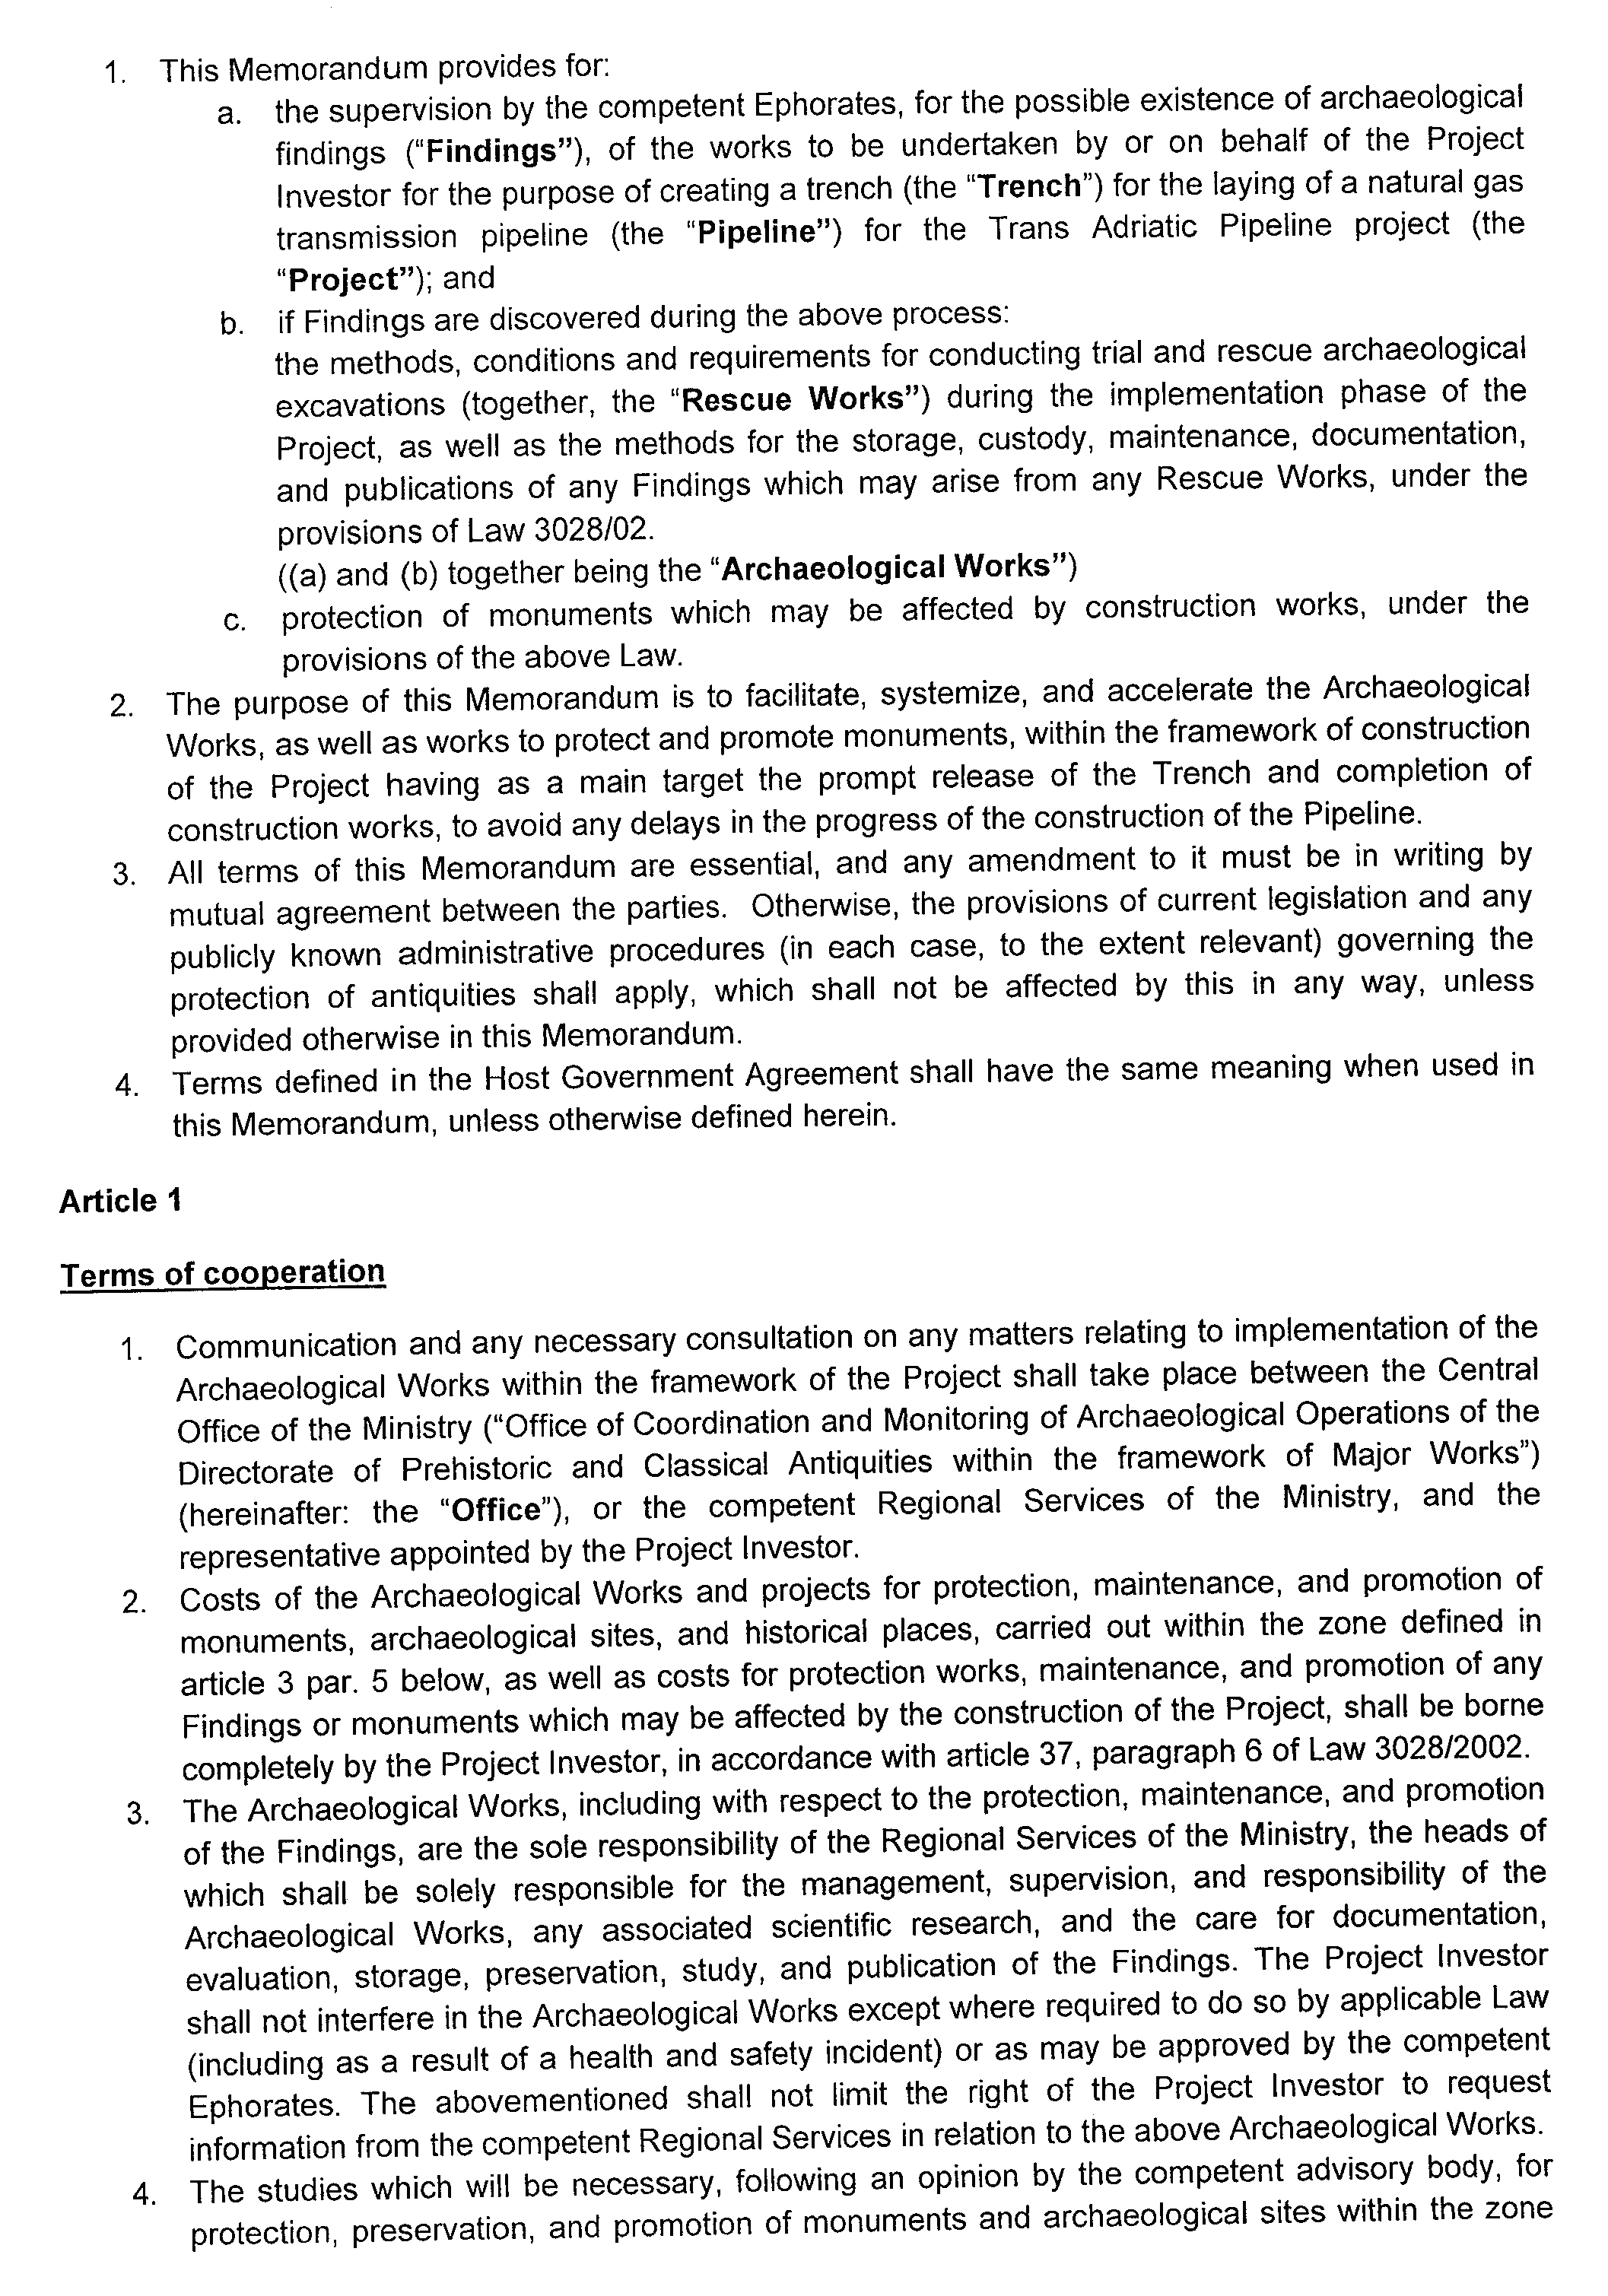 1. This Memorandum provides for:
a. the supervision by the competent Ephorates, for the possible existence of archaeological
findings (“Findings”), of the works to be undertaken by or on behalf of the Project
Investor for the purpose of creating a trench (the “Trench”) for the laying of a natural gas
transmission pipeline (the “Pipeline”) for the Trans Adriatic Pipeline project (the
“Project”); and
b. if Findings are discovered during the above process:
the methods, conditions and requirements for conducting trial and rescue archaeological
excavations (together, the “Rescue Works”) during the implementation phase of the
Project, as well as the methods for the storage, custody, maintenance, documentation,
and publications of any Findings which may arise from any Rescue Works, under the
provisions of Law 3028/02.
((a) and (b) together being the “Archaeological Works”)
c. protection of monuments which may be affected by construction works, under the
provisions of the above Law.
2. The purpose of this Memorandum is to facilitate, systemize, and accelerate the Archaeological
Works, as well as works to protect and promote monuments, within the framework of construction
of the Project having as a main target the prompt release of the Trench and completion of
construction works, to avoid any delays in the progress of the construction of the Pipeline.
3. All terms of this Memorandum are essential, and any amendment to it must be in writing by
mutual agreement between the parties. Otherwise, the provisions of current legislation and any
publicly known administrative procedures (in each case, to the extent relevant) governing the
protection of antiquities shall apply, which shall not be affected by this in any way, unless
provided otherwise in this Memorandum.
4. Terms defined in the Host Government Agreement shall have the same meaning when used in
this Memorandum, unless otherwise defined herein.
Article 1
Terms of cooperation
1. Communication and any necessary consultation on any matters relating to implementation of the
Archaeological Works within the framework of the Project shall take place between the Central
Office of the Ministry (“Office of Coordination and Monitoring of Archaeological Operations of the
Directorate of Prehistoric and Classical Antiquities within the framework of Major Works”)
(hereinafter: the “Office”), or the competent Regional Services of the Ministry, and the
representative appointed by the Project Investor.
2. Costs of the Archaeological Works and projects for protection, maintenance, and promotion of
monuments, archaeological sites, and historical places, carried out within the zone defined in
article 3 par. 5 below, as well as costs for protection works, maintenance, and promotion of any
Findings or monuments which may be affected by the construction of the Project, shall be borne
completely by the Project Investor, in accordance with article 37, paragraph 6 of Law 3028/2002.
3. The Archaeological Works, including with respect to the protection, maintenance, and promotion
of the Findings, are the sole responsibility of the Regional Services of the Ministry, the heads of
which shall be solely responsible for the management, supervision, and responsibility of the
Archaeological Works, any associated scientific research, and the care for documentation,
evaluation, storage, preservation, study, and publication of the Findings. The Project Investor
shall not interfere in the Archaeological Works except where required to do so by applicable Law
(including as a result of a health and safety incident) or as may be approved by the competent
Ephorates. The abovementioned shall not limit the right of the Project Investor to request
information from the competent Regional Services in relation to the above Archaeological Works.
4. The studies which will be necessary, following an opinion by the competent advisory body, for
protection, preservation, and promotion of monuments and archaeological sites within the zone